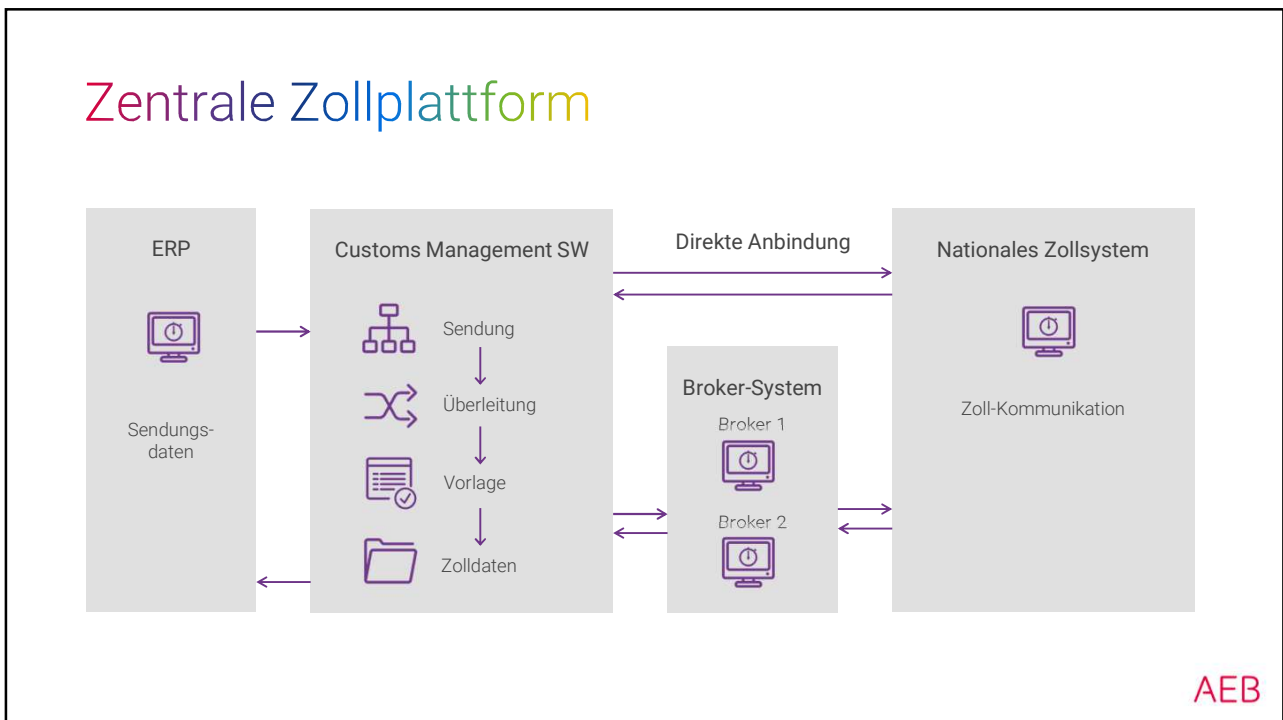 Zentrale Zollplattform
ERP
Sendungs-
daten
Customs Management SW
Sendung
Überleitung
Vorlage
Zolldaten
Direkte Anbindung
Broker-System
Broker 1
Broker 2
Nationales Zollsystem
Zoll-Kommunikation
AEB